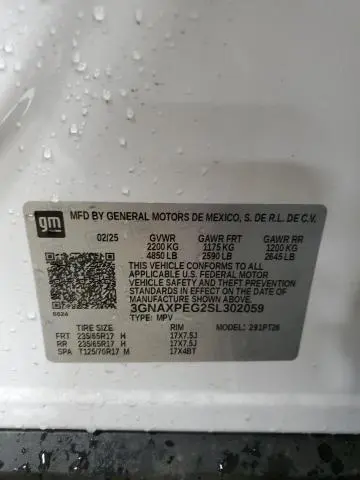 gm
MFD BY GENERAL MOTORS DE MEXICO, S. DE R.L. DE C.V.
02/25 GVWR GAWR FRT GAWR RR
2200 KG 1175 KG 1200 KG
4850 LB 2590 LB 2645 LB
THIS VEHICLE CONFORMS TO ALL
APPLICABLE U.S. FEDERAL MOTOR
VEHICLE SAFETY AND THEFT
PREVENTION STANDARDS IN EFFECT
ON THE DATE OF MANUFACTURE
SHOWN ABOVE.
3GNAXPEG2SL302059
TYPE: MPV MODEL: 291PT26
TIRE SIZE RIM
FRT 235/65R17 H 17X7.5J
RR 235/65R17 H 17X7.5J
SPA T125/70R17 M 17X4BT